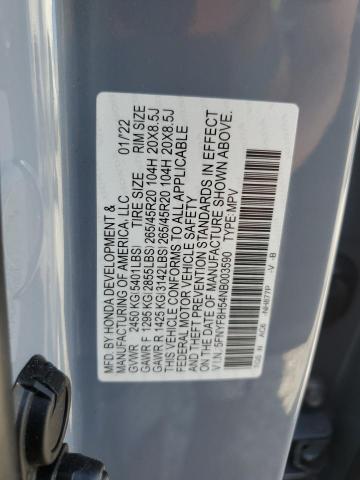 MFD. BY HONDA DEVELOPMENT &
MANUFACTURING OF AMERICA, LLC 01/22
GVWR 2450 KG(5401LBS) TIRE SIZE RIM SIZE
GAWR F 1295 KG(2855LBS)265/45R20 104H 20X8.5J
GAWR R 1425 KG(3142LBS)265/45R20 104H 20X8.5J
THIS VEHICLE CONFORMS TO ALL APPLICABLE
FEDERAL MOTOR VEHICLE SAFETY
AND THEFT PREVENTION STANDARDS IN EFFECT
ON THE DATE OF MANUFACTURE SHOWN ABOVE.
V.I.N. 5FNYF8H54NB003590 TYPE:MPV
TGS N AD6 -NH877P -V -B